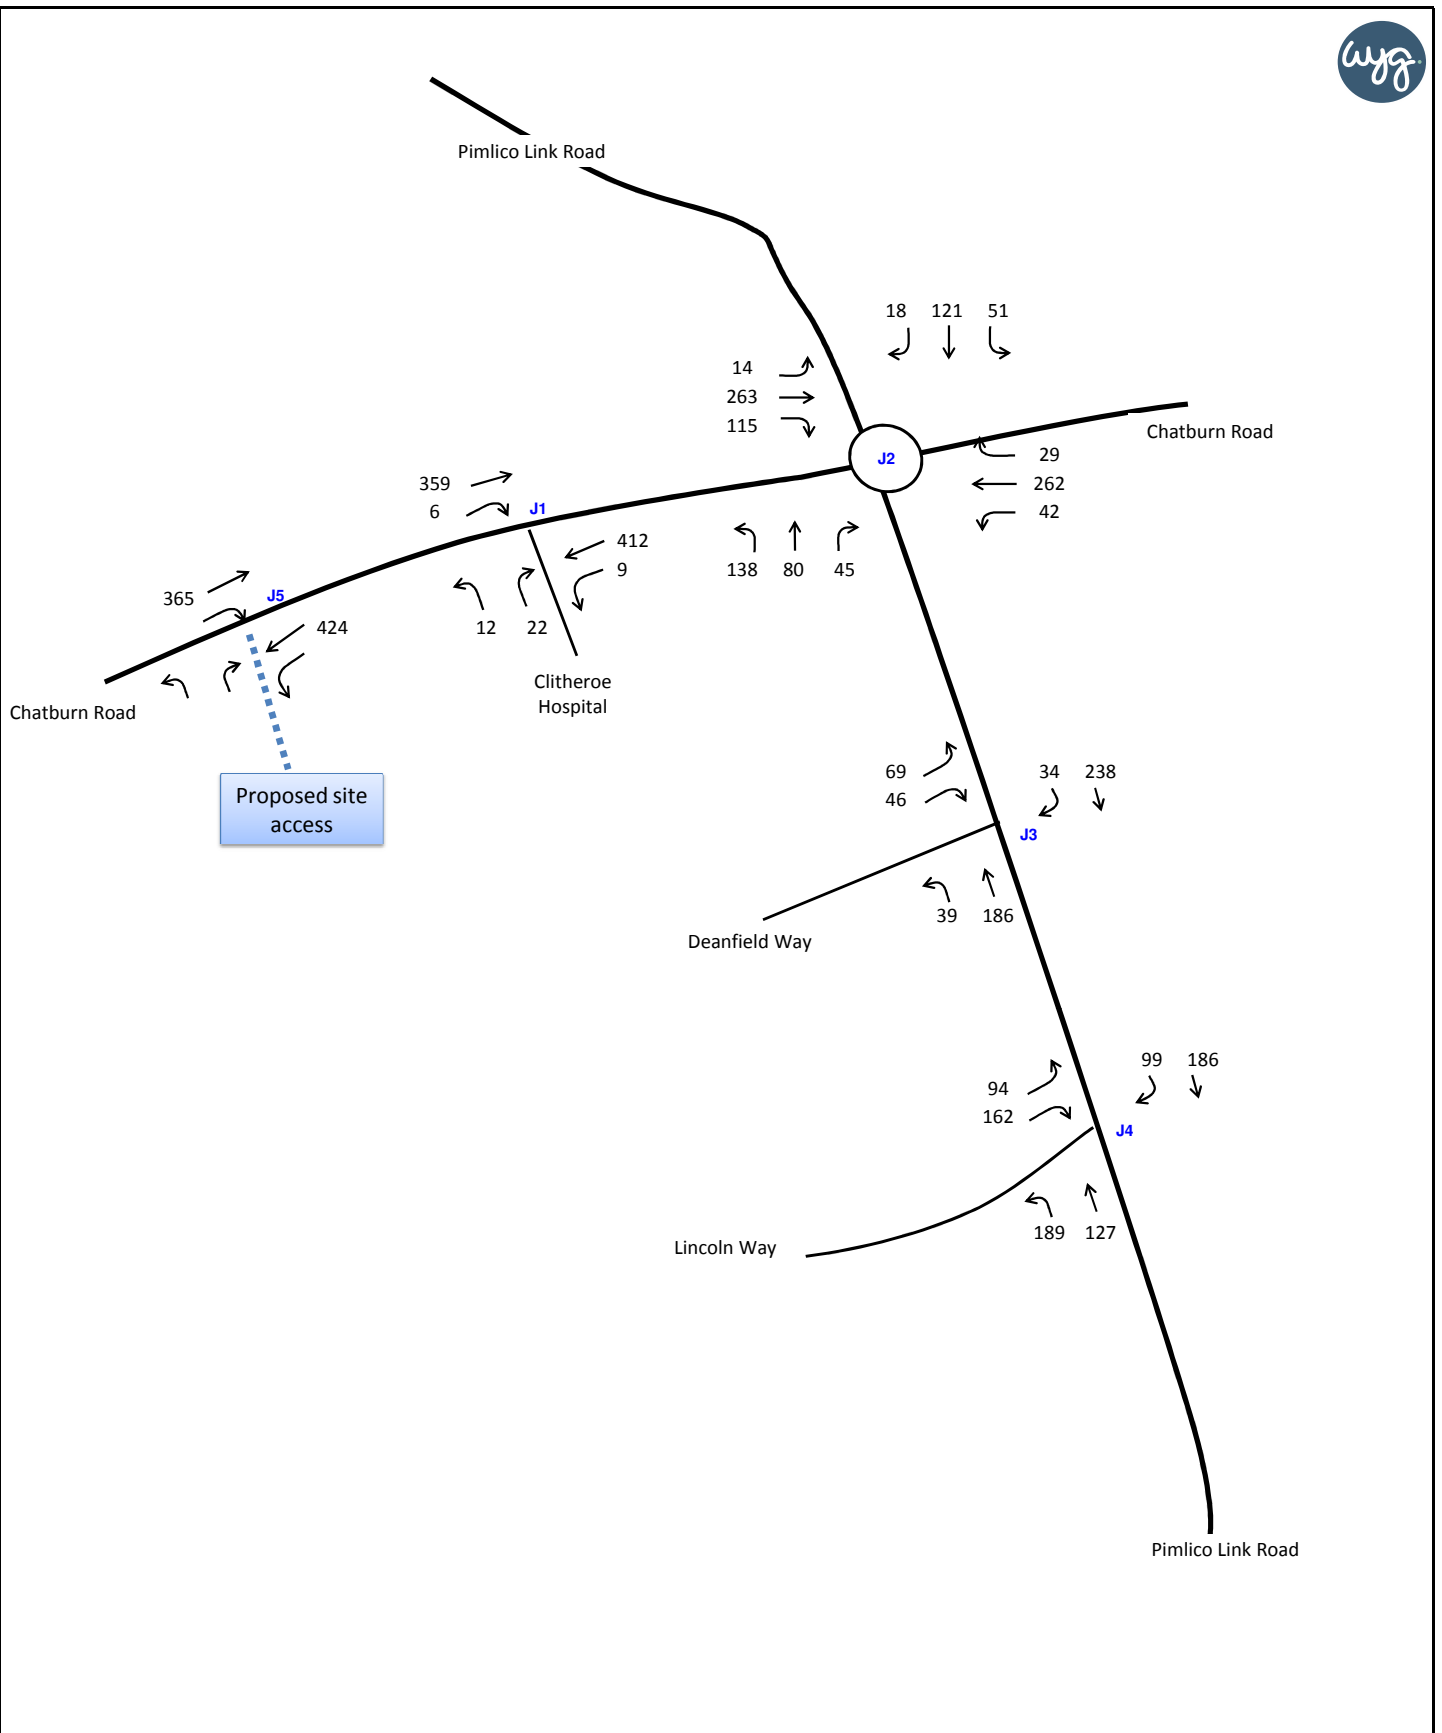 wyg.
Pimlico Link Road
18 121 51
14
263
115
Chatburn Road
J2
29
262
42
359
6
J1
412
9
138 80 45
365
J5
424
12 22
Clitheroe
Hospital
Chatburn Road
69
46
34 238
Proposed site
access
J3
39 186
Deanfield Way
94
162
99 186
J4
189 127
Lincoln Way
Pimlico Link Road